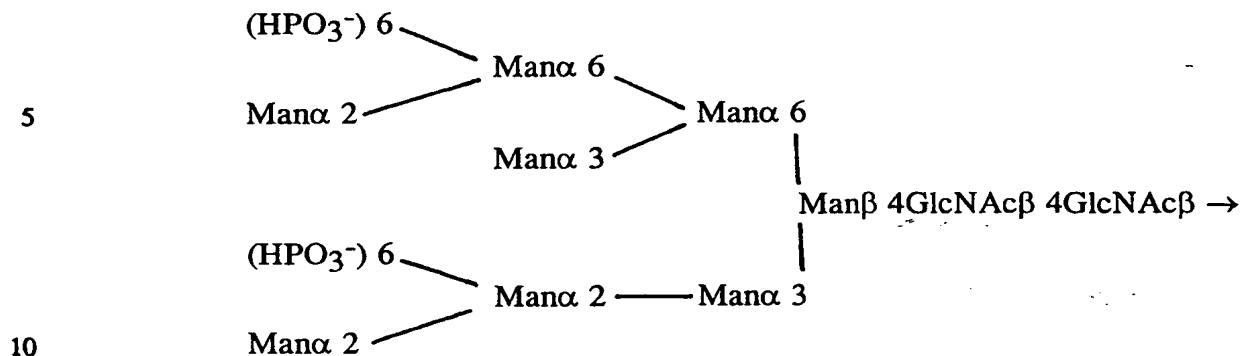 (HPO₃⁻) 6
Manα 6
5 Manα 2 Manα 6
Manα 3
Manβ 4GlcNAcβ 4GlcNAcβ →
(HPO₃⁻) 6
Manα 2 Manα 3
10 Manα 2